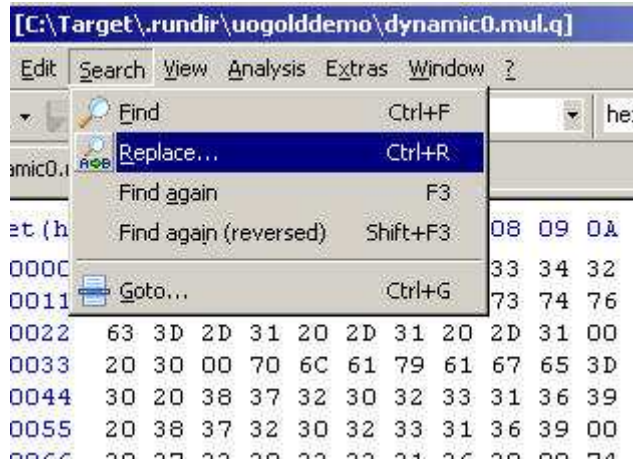 [C:\Target\.rundir\uogolddemo\dynamic0.mul.q]
Edit Search View Analysis Extras Window ?
Find Ctrl+F
Replace... Ctrl+R
Find again F3
Find again (reversed) Shift+F3
Goto... Ctrl+G
08 09 0A
33 34 32
0011 73 74 76
0022 63 3D 2D 31 20 2D 31 20 2D 31 00
0033 20 30 00 70 6C 61 79 61 67 65 3D
0044 30 20 38 37 32 30 32 33 31 36 39
0055 20 38 37 32 30 32 33 31 36 39 00